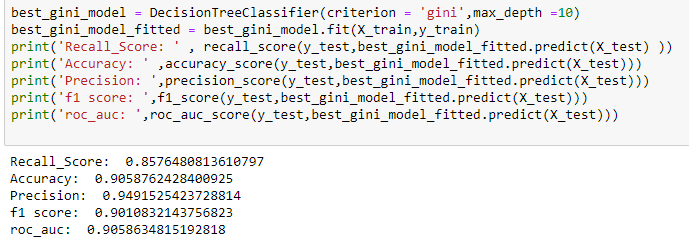 best_gini_model = DecisionTreeClassifier(criterion = 'gini',max_depth =10)
best_gini_model_fitted = best_gini_model.fit(X_train,y_train)
print('Recall_Score: ' , recall_score(y_test,best_gini_model_fitted.predict(X_test) ))
print('Accuracy: ' ,accuracy_score(y_test,best_gini_model_fitted.predict(X_test)))
print('Precision: ',precision_score(y_test,best_gini_model_fitted.predict(X_test)))
print('f1 score: ',f1_score(y_test,best_gini_model_fitted.predict(X_test)))
print('roc_auc: ',roc_auc_score(y_test,best_gini_model_fitted.predict(X_test)))
Recall_Score:  0.8576480813610797
Accuracy:  0.9058762428400925
Precision:  0.9491525423728814
f1 score:  0.9010832143756823
roc_auc:  0.9058634815192818